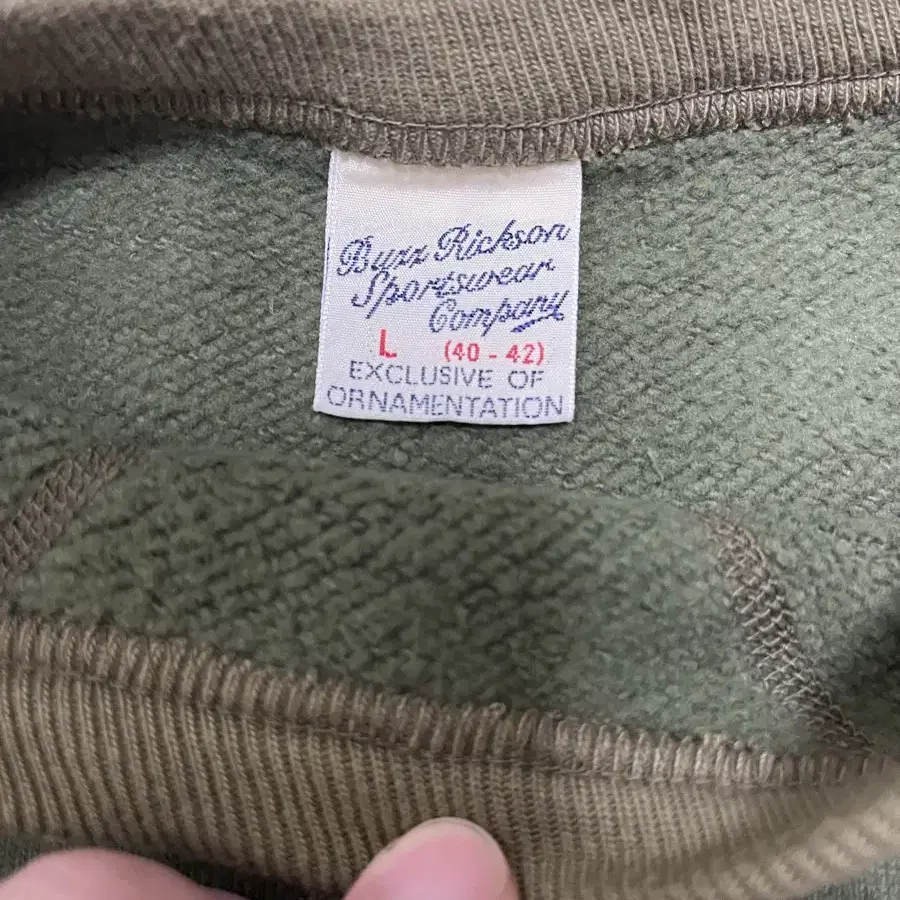 Buzz Rickson
Sportswear
Company
L (40 - 42)
EXCLUSIVE OF
ORNAMENTATION